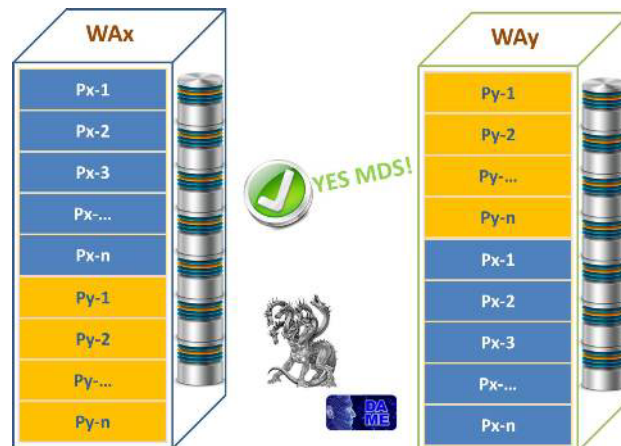 WAx
Px-1
Px-2
Px-3
Px-...
Px-n
Py-1
Py-2
Py-...
Py-n
YES MDS!
DA
ME
WAy
Py-1
Py-2
Py-...
Py-n
Px-1
Px-2
Px-3
Px-...
Px-n